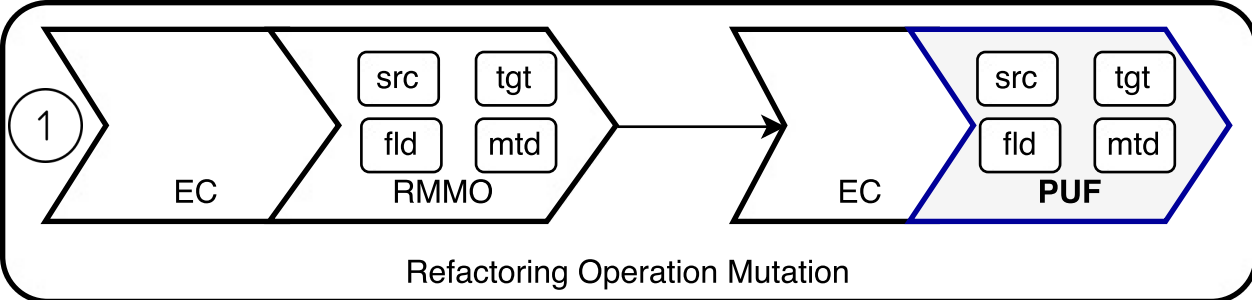 1
src tgt
fld mtd
EC RMMO
src tgt
fld mtd
EC PUF
Refactoring Operation Mutation